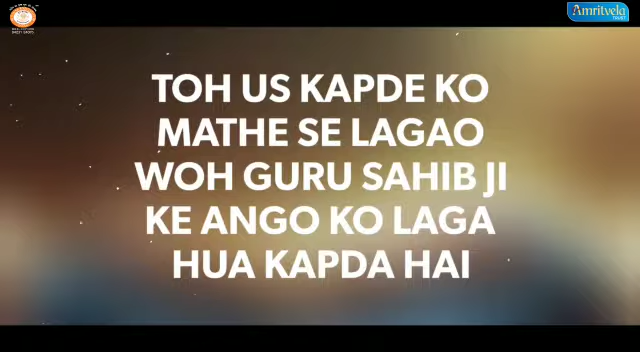 Amritvela
TRUST
TOH US KAPDE KO
MATHE SE LAGAO
WOH GURU SAHIB JI
KE ANGO KO LAGA
HUA KAPDA HAI